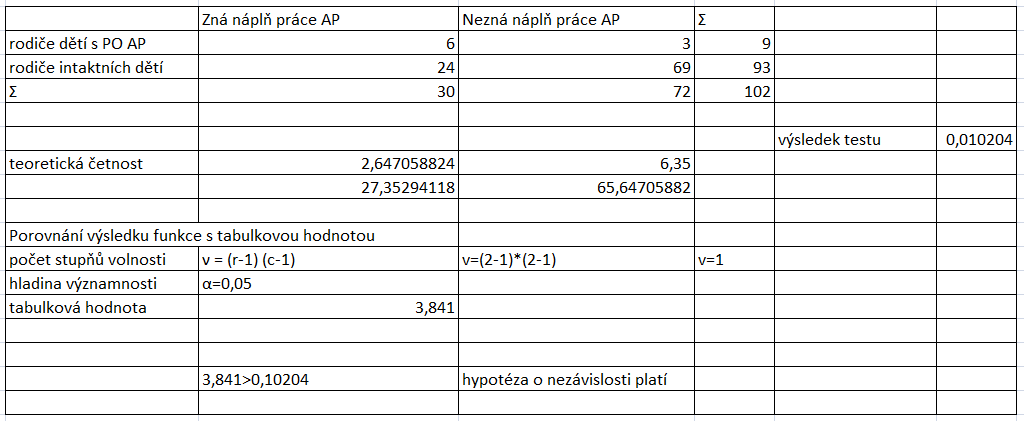 Zná náplň práce AP Nezná náplň práce AP Σ
rodiče dětí s PO AP 6 3 9
rodiče intaktních dětí 24 69 93
Σ 30 72 102
výsledek testu 0,010204
teoretická četnost 2,647058824 6,35
27,35294118 65,64705882
Porovnání výsledku funkce s tabulkovou hodnotou
počet stupňů volnosti v = (r-1) (c-1) v=(2-1)*(2-1) v=1
hladina významnosti α=0,05
tabulková hodnota 3,841
3,841>0,10204 hypotéza o nezávislosti platí